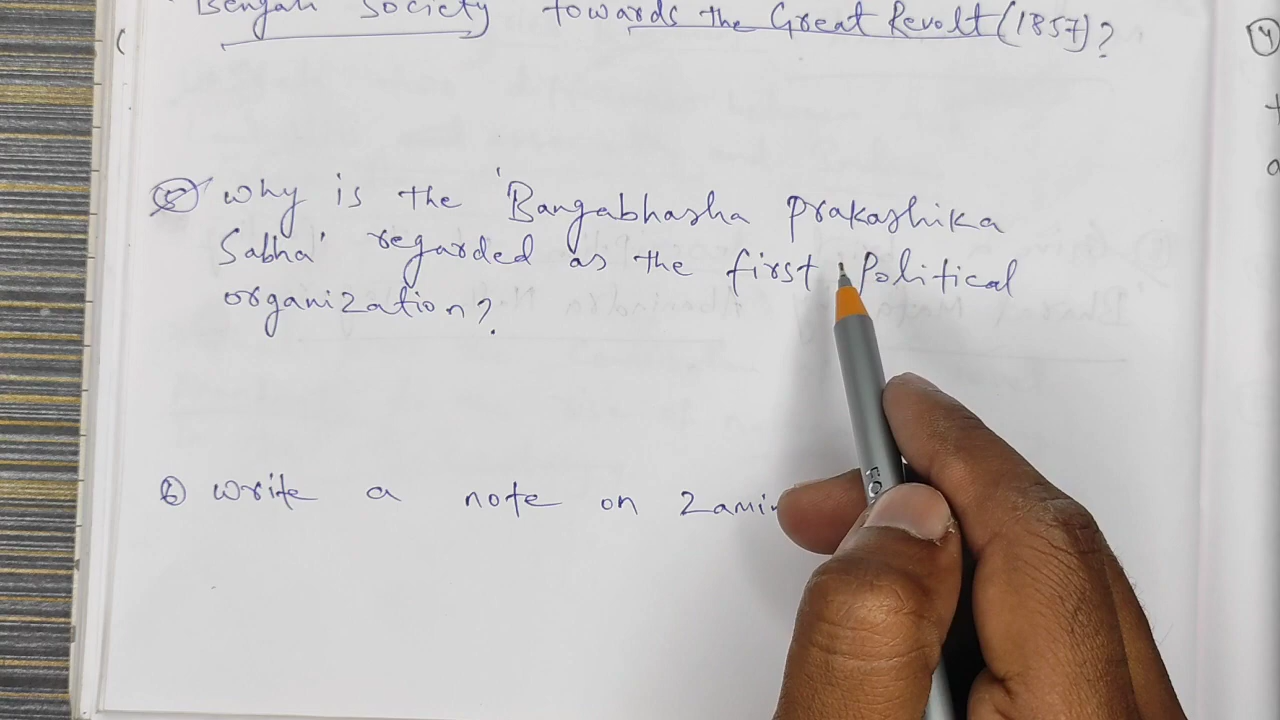 Bengali Society towards the Great Revolt (1857)?
(
4
⑤ Why is the 'Bangabhasha Prakashika
Sabha' regarded as the first Political
organization?
⑥ Write a note on